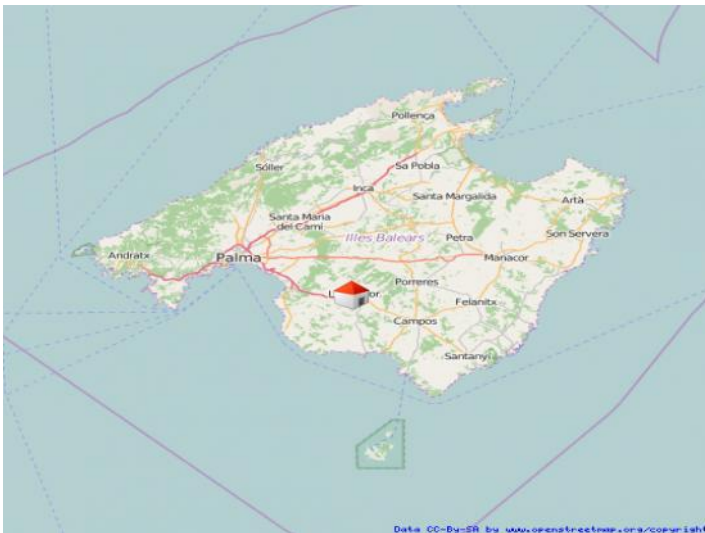 Pollença
Sa Pobla
Sóller
Inca
Santa Margalida
Artà
Santa Maria
del Camí
Illes Balears
Petra
Son Servera
Andratx
Palma
Manacor
Porreres
Felanitx
Campos
Santanyí
Data CC-By-SA by www.openstreetmap.org/copyright